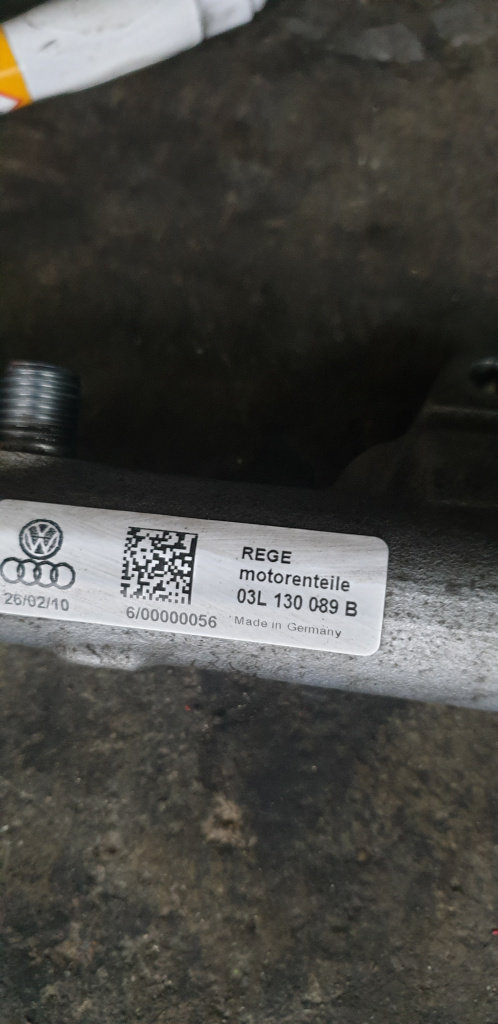 26/02/10
6/00000056
REGE
motorenteile
03L 130 089 B
Made in Germany